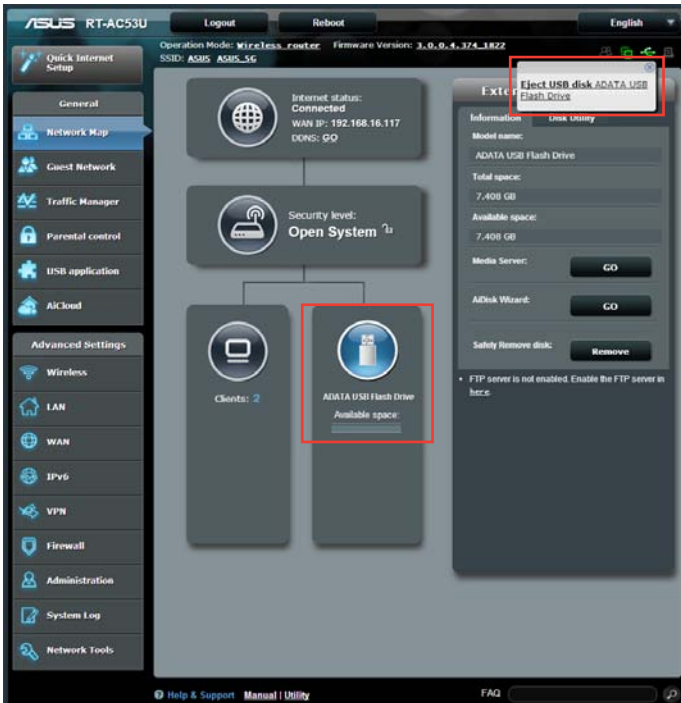 ASUS RT-AC53U
Logout
Reboot
English
Quick Internet
Setup
Operation Mode: Wireless router Firmware Version: 3.0.0.4.374_1822
SSID: ASUS ASUS_5G
General
Network Map
Guest Network
Traffic Manager
Parental control
USB application
AiCloud
Advanced Settings
Wireless
LAN
WAN
IPv6
VPN
Firewall
Administration
System Log
Network Tools
Internet status:
Connected
WAN IP: 192.168.16.117
DDNS: GO
Security level:
Open System
Clients: 2
ADATA USB Flash Drive
Available space:
Eject USB disk ADATA USB
Flash Drive
Exter
Information
Disk Utility
Model name:
ADATA USB Flash Drive
Total space:
7.408 GB
Available space:
7.408 GB
Media Server:
GO
AiDisk Wizard:
GO
Safely Remove disk:
Remove
• FTP server is not enabled. Enable the FTP server in
here.
Help & Support Manual | Utility
FAQ